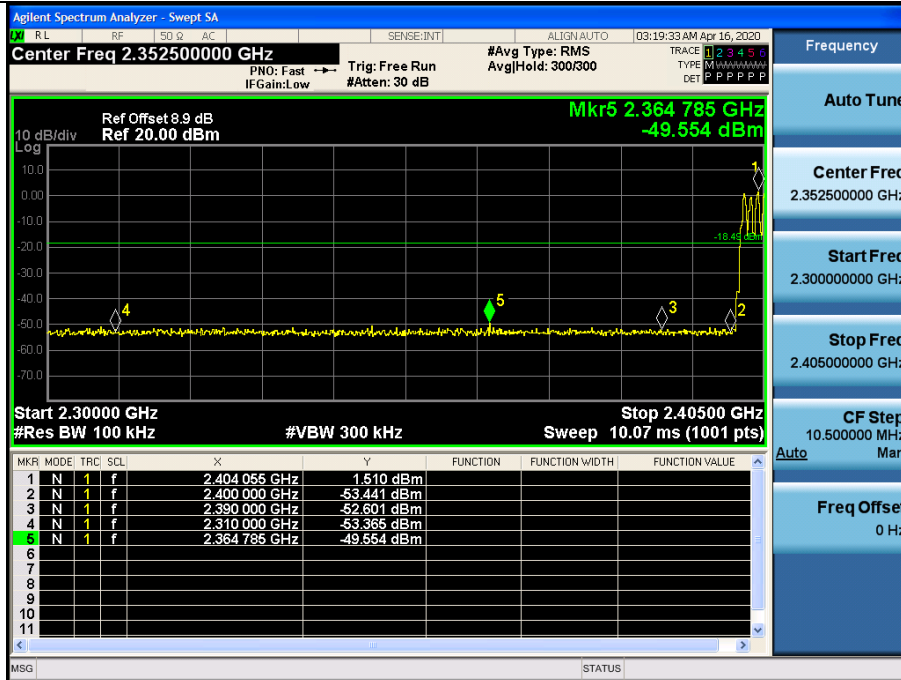 Agilent Spectrum Analyzer - Swept SA
LXI RL RF 50 Ω AC SENSE:INT ALIGN AUTO 03:19:33 AM Apr 16, 2020
Center Freq 2.352500000 GHz
PNO: Fast
IFGain:Low
Trig: Free Run
#Atten: 30 dB
#Avg Type: RMS
Avg|Hold: 300/300
TRACE 1 2 3 4 5 6
TYPE M W W W W W
DET P P P P P P
Ref Offset 8.9 dB
Ref 20.00 dBm
10 dB/div
Log
Mkr5 2.364 785 GHz
-49.554 dBm
10.0
0.00
-10.0
-20.0
-30.0
-40.0
-50.0
-60.0
-70.0
1
-18.49 dBm
4
5
3
2
Start 2.30000 GHz Stop 2.40500 GHz
#Res BW 100 kHz #VBW 300 kHz Sweep 10.07 ms (1001 pts)
MKR MODE TRC SCL X Y FUNCTION FUNCTION WIDTH FUNCTION VALUE
1 N 1 f 2.404 055 GHz 1.510 dBm
2 N 1 f 2.400 000 GHz -53.441 dBm
3 N 1 f 2.390 000 GHz -52.601 dBm
4 N 1 f 2.310 000 GHz -53.365 dBm
5 N 1 f 2.364 785 GHz -49.554 dBm
6
7
8
9
10
11
MSG STATUS
Frequency
Auto Tune
Center Freq
2.352500000 GHz
Start Freq
2.300000000 GHz
Stop Freq
2.405000000 GHz
CF Step
10.500000 MHz
Auto Man
Freq Offset
0 Hz